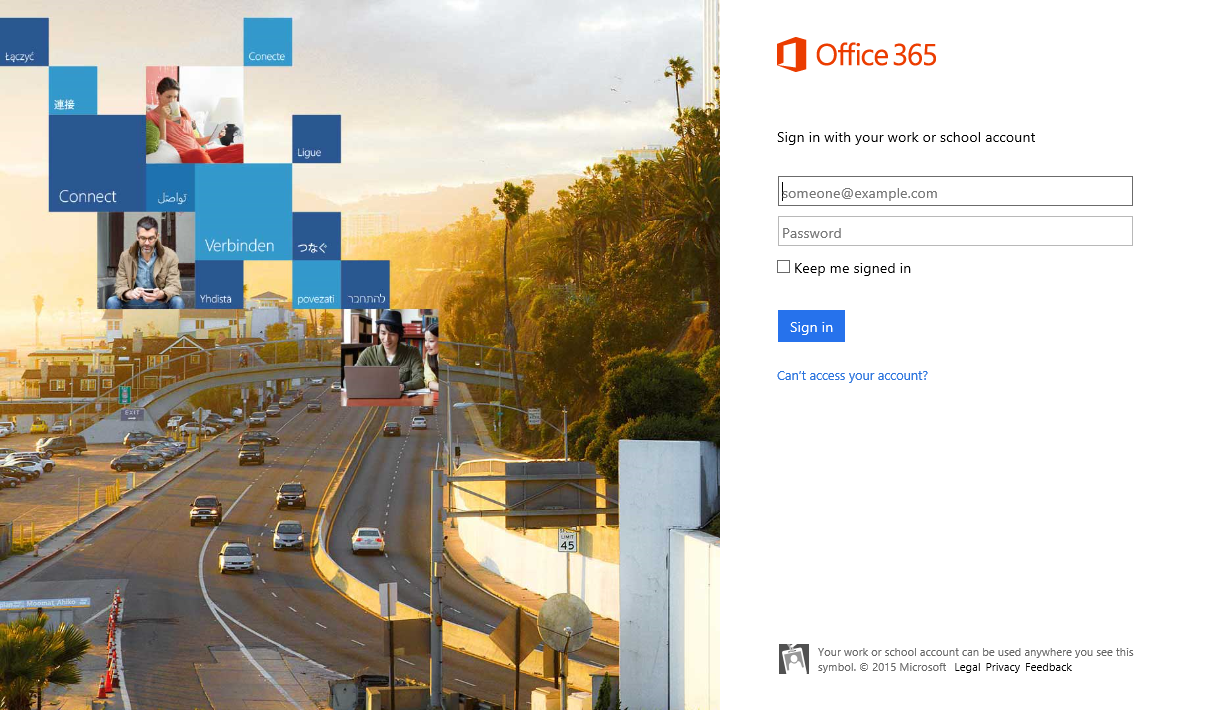 Łączyć
Conecte
連接
Ligue
Connect
تواصَل
Verbinden
つなぐ
Yhdistä
povezati
להתחבר
EXIT
SPEED
LIMIT
45
Office 365
Sign in with your work or school account
someone@example.com
Password
Keep me signed in
Sign in
Can't access your account?
Your work or school account can be used anywhere you see this
symbol. © 2015 Microsoft Legal Privacy Feedback